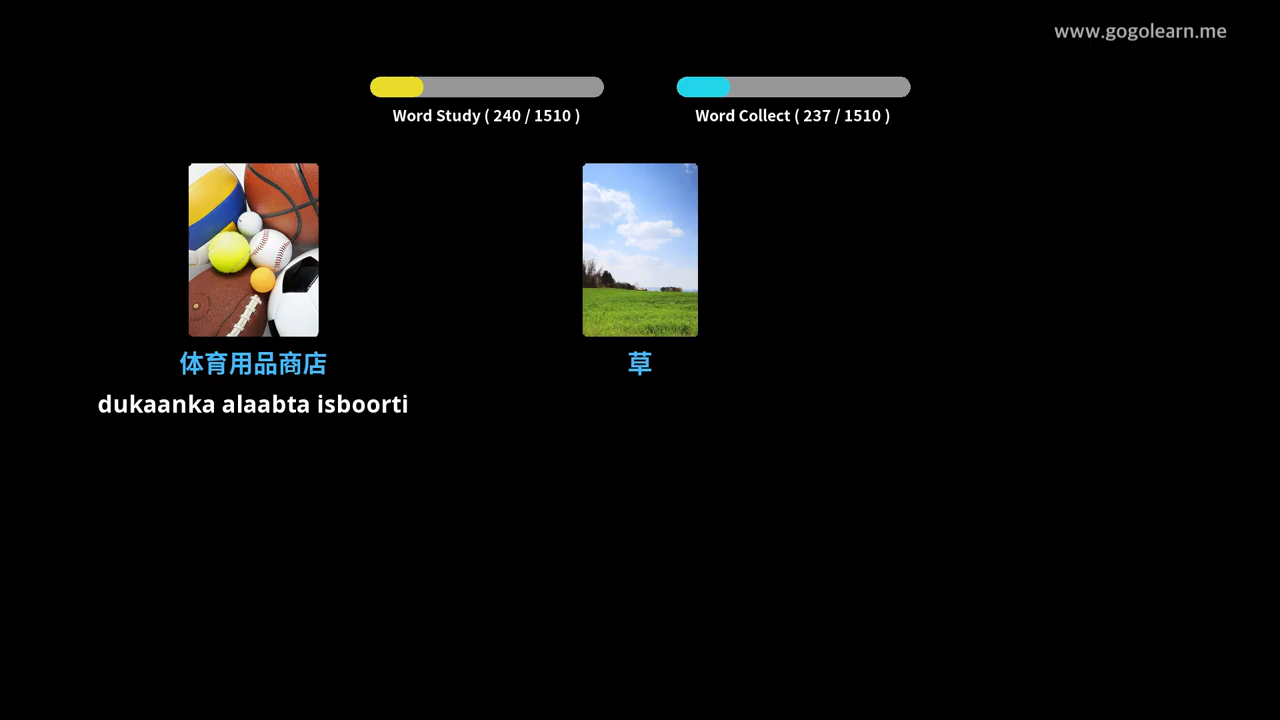 www.gogolearn.me
Word Study ( 240 / 1510 )
Word Collect ( 237 / 1510 )
体育用品商店
草
dukaanka alaabta isboorti